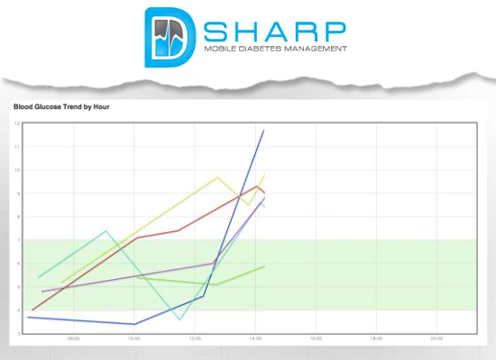 DSHARP
MOBILE DIABETES MANAGEMENT
Blood Glucose Trend by Hour
12
11
10
9
8
7
6
5
4
3
08:00 10:00 12:00 14:00 16:00 18:00 20:00